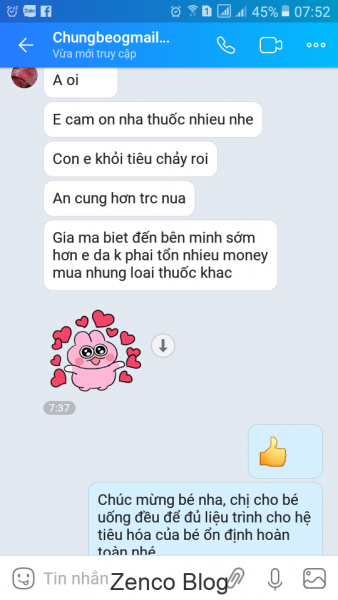 45% 07:52
Chungbeogmail...
Vừa mới truy cập
A oi
E cam on nha thuốc nhieu nhe
Con e khỏi tiêu chảy roi
An cung hơn trc nua
Gia ma biet đến bên minh sớm
hơn e da k phai tổn nhieu money
mua nhung loai thuốc khac
7:37
Chúc mừng bé nha, chị cho bé
uống đều để đủ liệu trình cho hệ
tiêu hóa của bé ổn định hoàn
toàn nhé
Tin nhắn
Zenco Blog